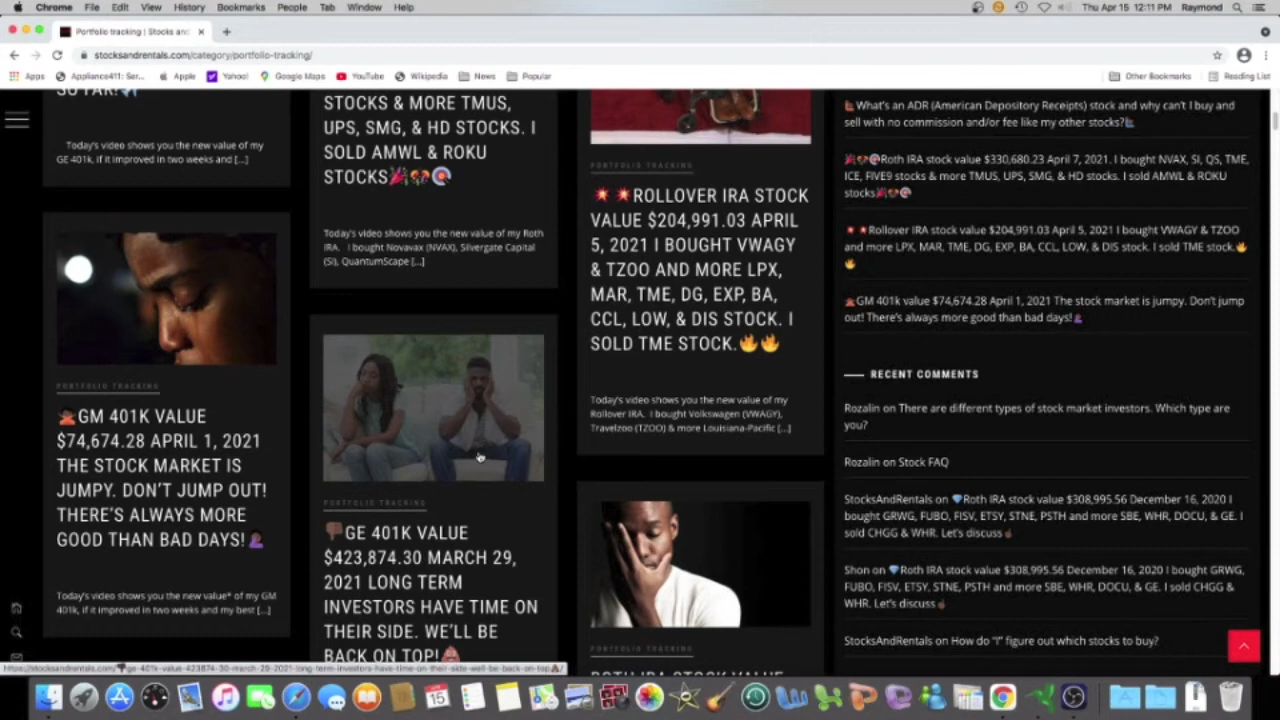 Chrome File Edit View History Bookmarks People Tab Window Help Thu Apr 15 12:11 PM Raymond
Portfolio tracking | Stocks an
stocksandrentals.com/category/portfolio-tracking/
Apps Appliance411: Ser... Apple Yahoo! Google Maps YouTube Wikipedia News Popular Other Bookmarks Reading List
SO FAR!
Today's video shows you the new value of my
GE 401k, if it improved in two weeks and [...]
PORTFOLIO TRACKING
GM 401K VALUE
$74,674.28 APRIL 1, 2021
THE STOCK MARKET IS
JUMPY. DON'T JUMP OUT!
THERE'S ALWAYS MORE
GOOD THAN BAD DAYS!
Today's video shows you the new value* of my GM
401k, if it improved in two weeks and my best [...]
STOCKS & MORE TMUS,
UPS, SMG, & HD STOCKS. I
SOLD AMWL & ROKU
STOCKS
Today's video shows you the new value of my Roth
IRA. I bought Novavax (NVAX), Silvergate Capital
(SI), QuantumScape [...]
PORTFOLIO TRACKING
GE 401K VALUE
$423,874.30 MARCH 29,
2021 LONG TERM
INVESTORS HAVE TIME ON
THEIR SIDE. WE'LL BE
BACK ON TOP!
PORTFOLIO TRACKING
ROLLOVER IRA STOCK
VALUE $204,991.03 APRIL
5, 2021 I BOUGHT VWAGY
& TZOO AND MORE LPX,
MAR, TME, DG, EXP, BA,
CCL, LOW, & DIS STOCK. I
SOLD TME STOCK.
Today's video shows you the new value of my
Rollover IRA. I bought Volkswagen (VWAGY),
Travelzoo (TZOO) & more Louisiana-Pacific [...]
PORTFOLIO TRACKING
What's an ADR (American Depository Receipts) stock and why can't I buy and
sell with no commission and/or fee like my other stocks?
Roth IRA stock value $330,680.23 April 7, 2021. I bought NVAX, SI, QS, TME,
ICE, FIVE9 stocks & more TMUS, UPS, SMG, & HD stocks. I sold AMWL & ROKU
stocks
Rollover IRA stock value $204,991.03 April 5, 2021 I bought VWAGY & TZOO
and more LPX, MAR, TME, DG, EXP, BA, CCL, LOW, & DIS stock. I sold TME stock.
GM 401k value $74,674.28 April 1, 2021 The stock market is jumpy. Don't jump
out! There's always more good than bad days!
RECENT COMMENTS
Rozalin on There are different types of stock market investors. Which type are
you?
Rozalin on Stock FAQ
StocksAndRentals on Roth IRA stock value $308,995.56 December 16, 2020 I
bought GRWG, FUBO, FISV, ETSY, STNE, PSTH and more SBE, WHR, DOCU, & GE. I
sold CHGG & WHR. Let's discuss
Shon on Roth IRA stock value $308,995.56 December 16, 2020 I bought GRWG,
FUBO, FISV, ETSY, STNE, PSTH and more SBE, WHR, DOCU, & GE. I sold CHGG &
WHR. Let's discuss
StocksAndRentals on How do "I" figure out which stocks to buy?